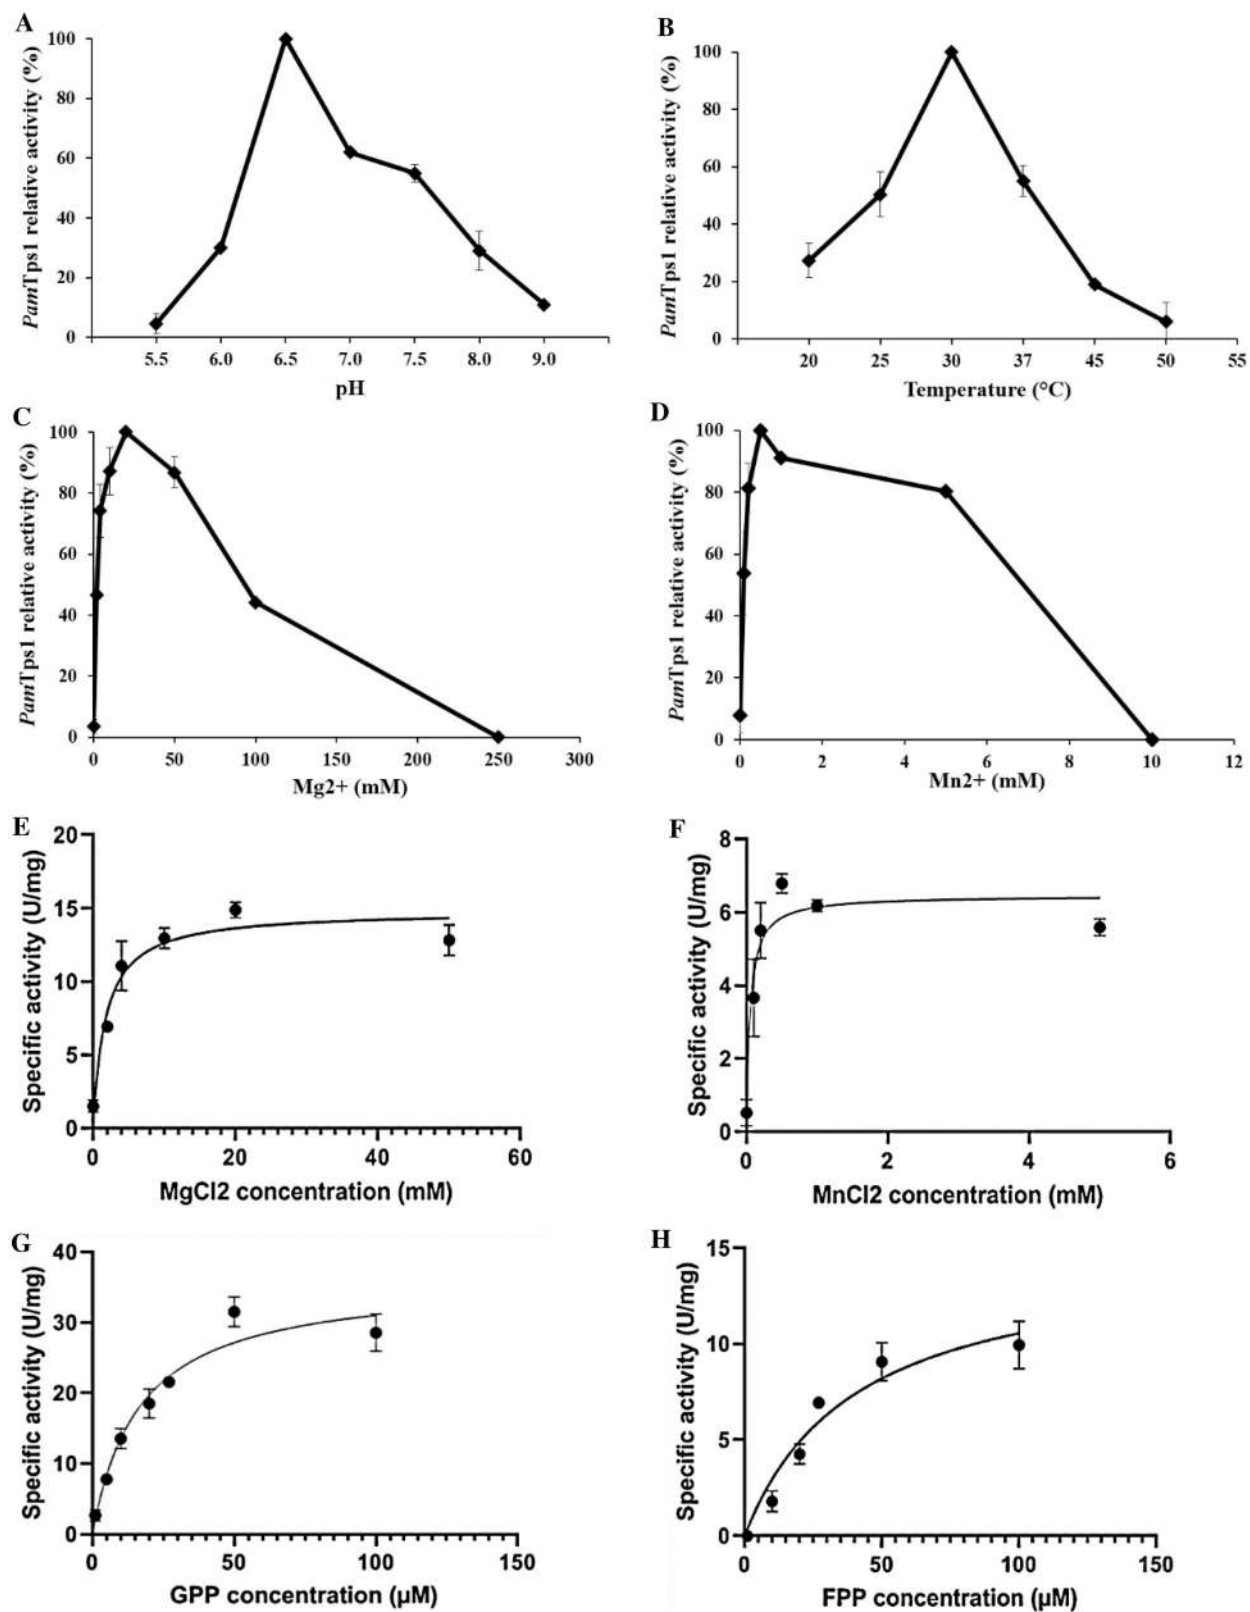 A
PamTps1 relative activity (%)
100
80
60
40
20
0
5.5 6.0 6.5 7.0 7.5 8.0 9.0
pH
B
PamTps1 relative activity (%)
100
80
60
40
20
0
20 25 30 37 45 50 55
Temperature (°C)
C
PamTps1 relative activity (%)
100
80
60
40
20
0
0 50 100 150 200 250 300
Mg2+ (mM)
D
PamTps1 relative activity (%)
100
80
60
40
20
0
0 2 4 6 8 10 12
Mn2+ (mM)
E
Specific activity (U/mg)
20
15
10
5
0
0 20 40 60
MgCl2 concentration (mM)
F
Specific activity (U/mg)
8
6
4
2
0
0 2 4 6
MnCl2 concentration (mM)
G
Specific activity (U/mg)
40
30
20
10
0
0 50 100 150
GPP concentration (µM)
H
Specific activity (U/mg)
15
10
5
0
0 50 100 150
FPP concentration (µM)